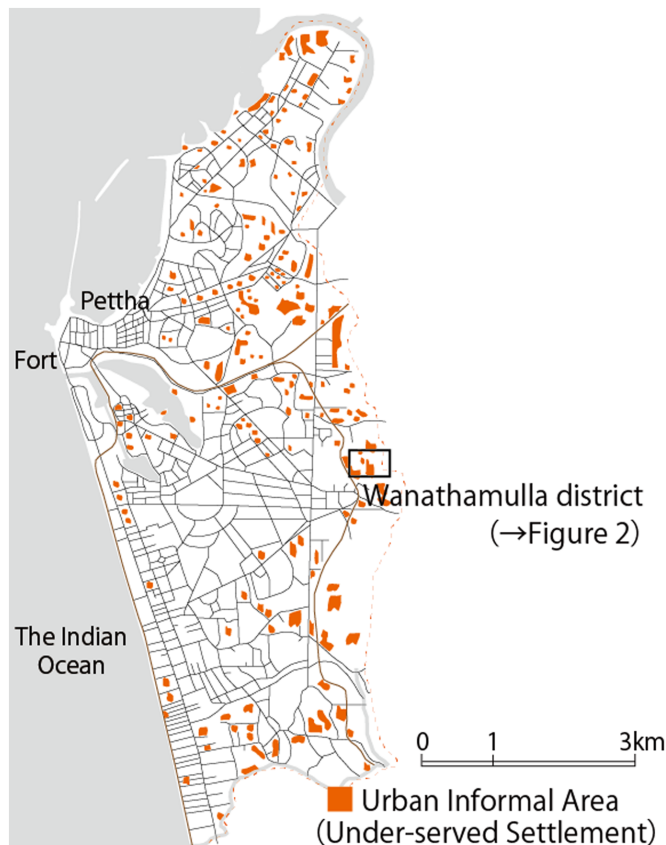 Pettha
Fort
Wanathamulla district
(→Figure 2)
The Indian
Ocean
0 1 3km
Urban Informal Area
(Under-served Settlement)